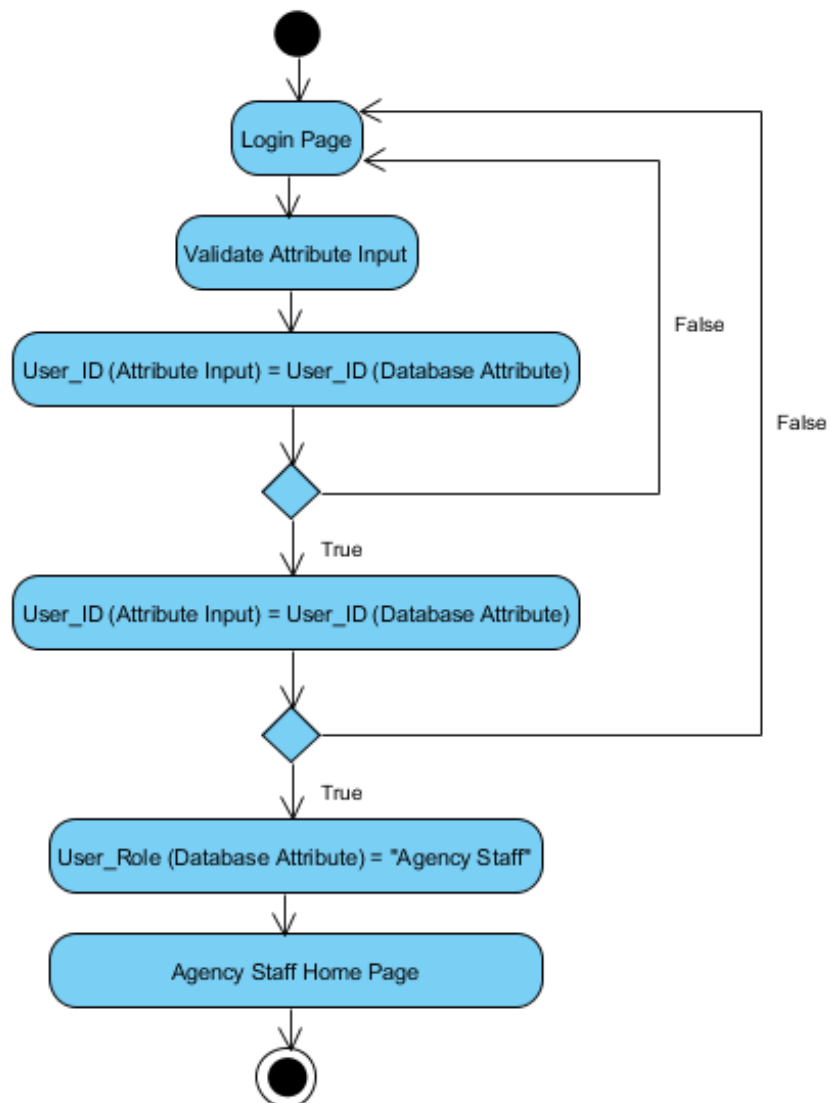 Login Page
Validate Attribute Input
False
User_ID (Attribute Input) = User_ID (Database Attribute)
False
True
User_ID (Attribute Input) = User_ID (Database Attribute)
True
User_Role (Database Attribute) = "Agency Staff"
Agency Staff Home Page